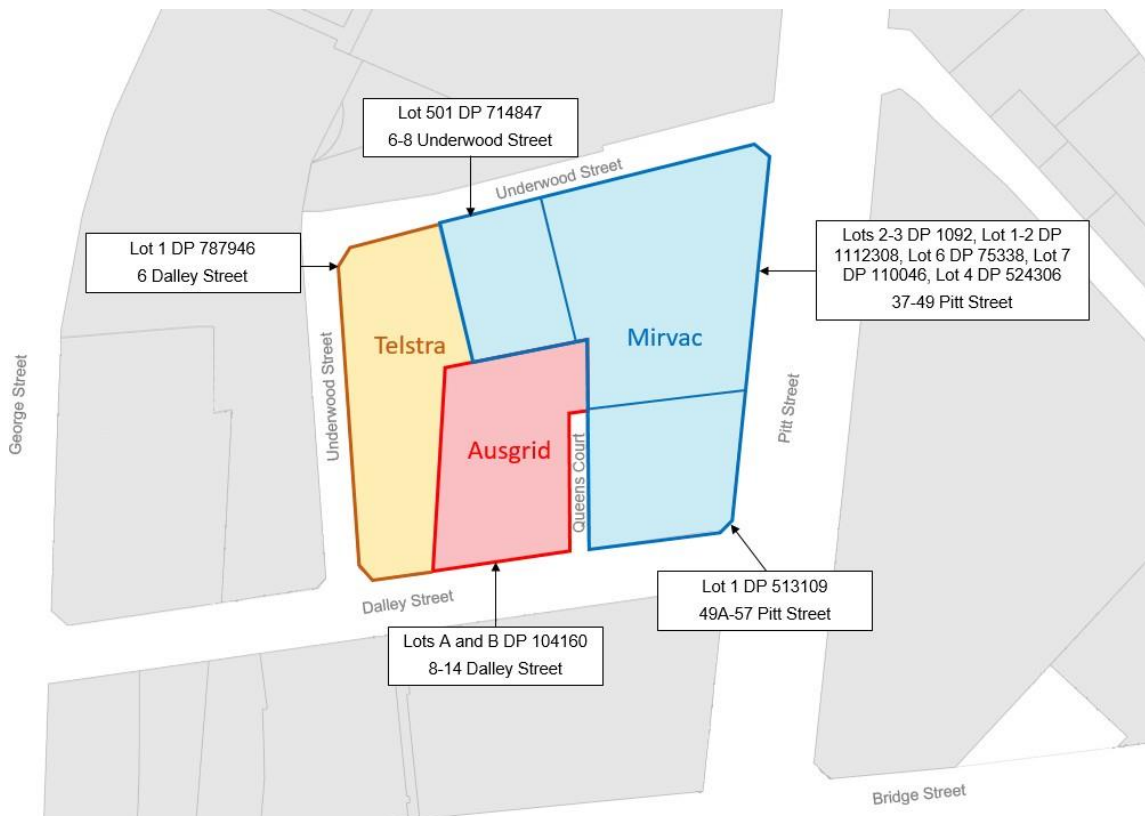 Lot 501 DP 714847
6-8 Underwood Street
Underwood Street
Lot 1 DP 787946
6 Dalley Street
Lots 2-3 DP 1092, Lot 1-2 DP
1112308, Lot 6 DP 75338, Lot 7
DP 110046, Lot 4 DP 524306
37-49 Pitt Street
Telstra
Mirvac
George Street
Underwood Street
Pitt Street
Ausgrid
Queens Court
Dalley Street
Lot 1 DP 513109
49A-57 Pitt Street
Lots A and B DP 104160
8-14 Dalley Street
Bridge Street